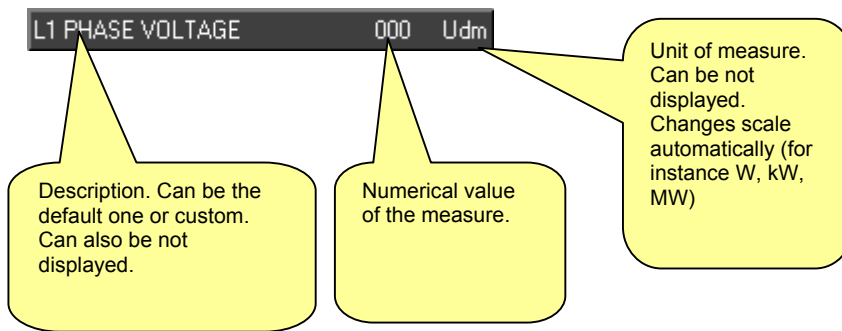 L1 PHASE VOLTAGE 000 Udm
Description. Can be the
default one or custom.
Can also be not
displayed.
Numerical value
of the measure.
Unit of measure.
Can be not
displayed.
Changes scale
automatically (for
instance W, kW,
MW)